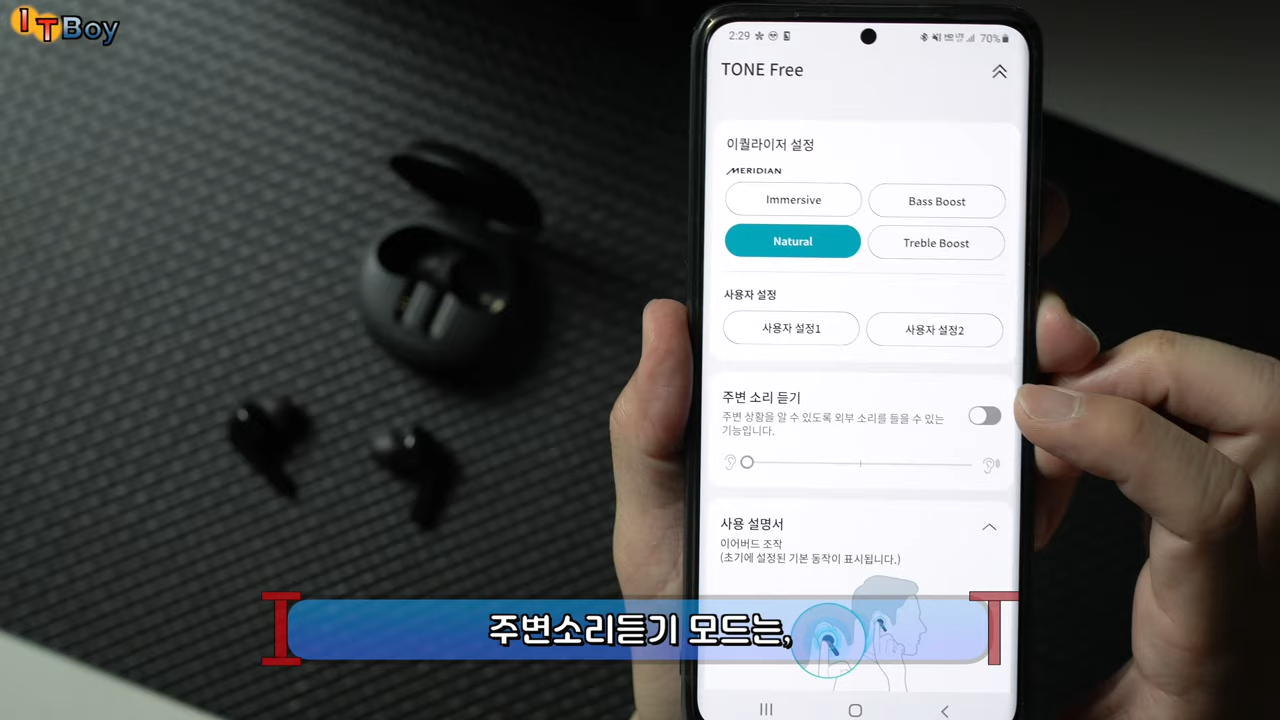 ITBoy
2:29
70%
TONE Free
이퀄라이저 설정
MERIDIAN
Immersive
Bass Boost
Natural
Treble Boost
사용자 설정
사용자 설정1
사용자 설정2
주변 소리 듣기
주변 상황을 알 수 있도록 외부 소리를 들을 수 있는
기능입니다.
사용 설명서
이어버드 조작
(초기에 설정된 기본 동작이 표시됩니다.)
I 주변소리듣기 모드는, T